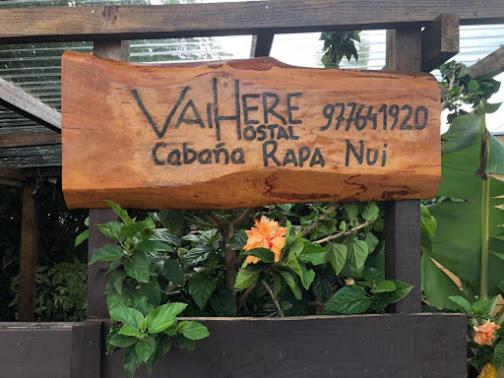 VAIHERE 977641920
HOSTAL
Cabaña RAPA Nui